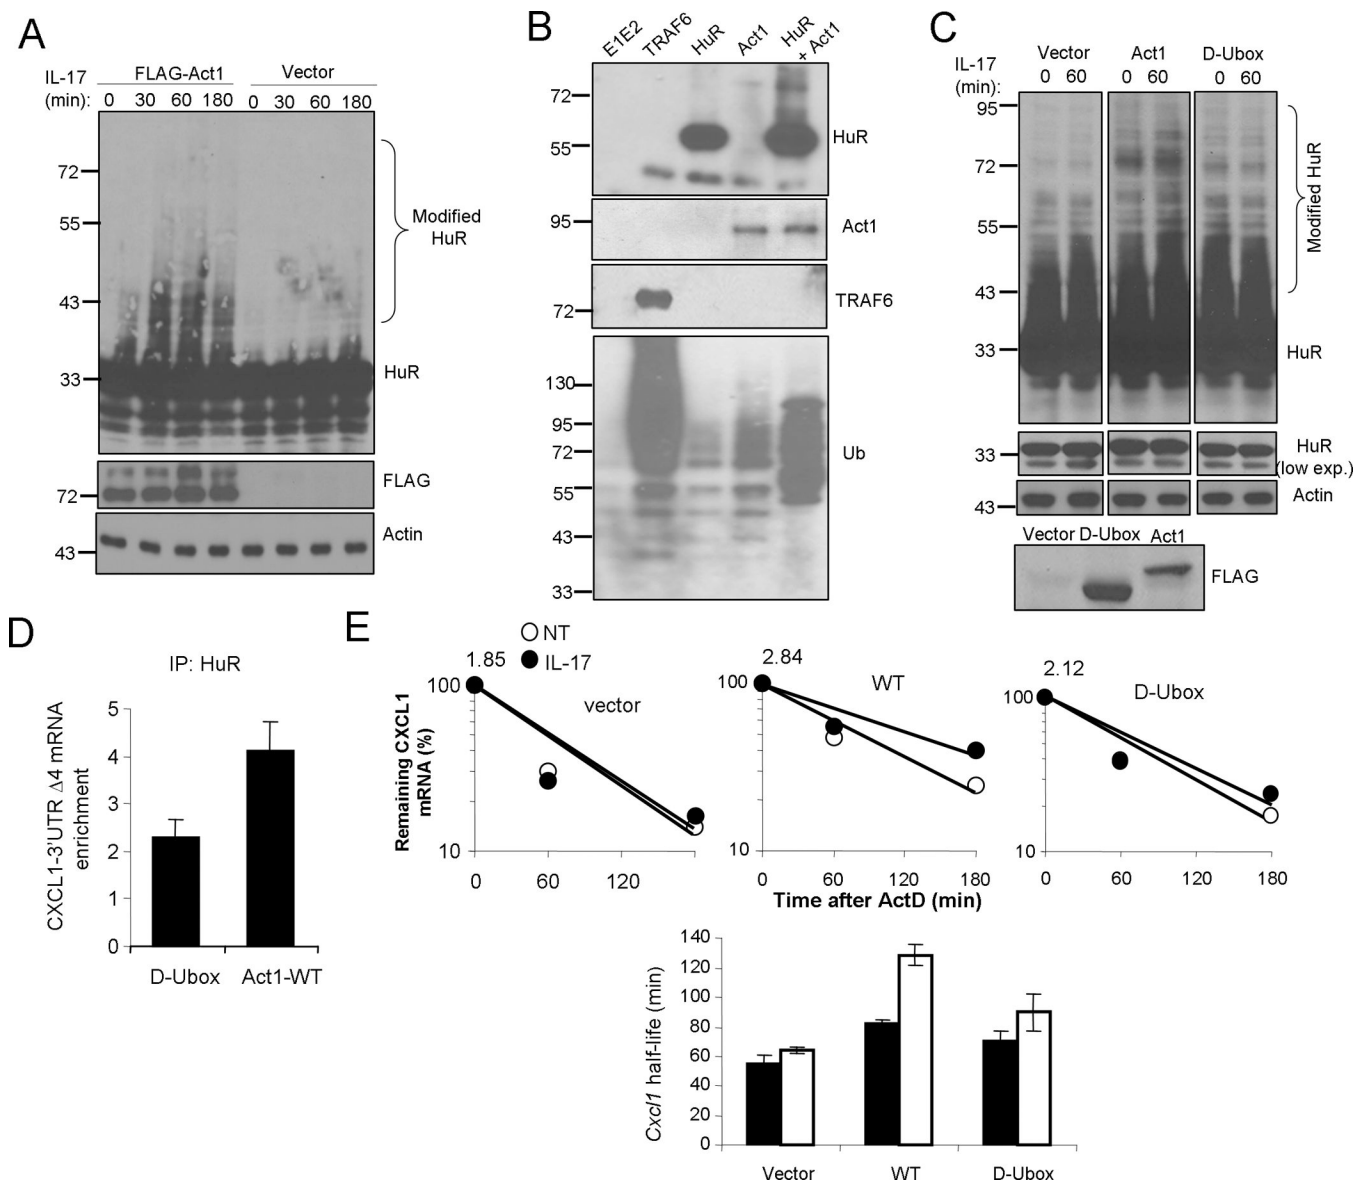 A
IL-17
(min):
FLAG-Act1
Vector
0 30 60 180 0 30 60 180
72
55
43
33
Modified
HuR
HuR
72
FLAG
43
Actin
B
E1E2
TRAF6
HuR
Act1
HuR
+ Act1
72
55
HuR
95
Act1
72
TRAF6
130
95
72
55
43
33
Ub
C
IL-17
(min):
Vector
Act1
D-Ubox
0 60 0 60 0 60
95
72
55
43
33
Modified HuR
HuR
33
HuR
(low exp.)
43
Actin
Vector D-Ubox Act1
FLAG
D
IP: HuR
CXCL1-3'UTR Δ4 mRNA
enrichment
5
4
3
2
1
0
D-Ubox Act1-WT
E
NT
IL-17
1.85
vector
100
10
Remaining CXCL1
mRNA (%)
0 60 120
2.84
WT
100
10
0 60 120 180
2.12
D-Ubox
100
10
0 60 120 180
Time after ActD (min)
Cxcl1 half-life (min)
140
120
100
80
60
40
20
0
Vector WT D-Ubox